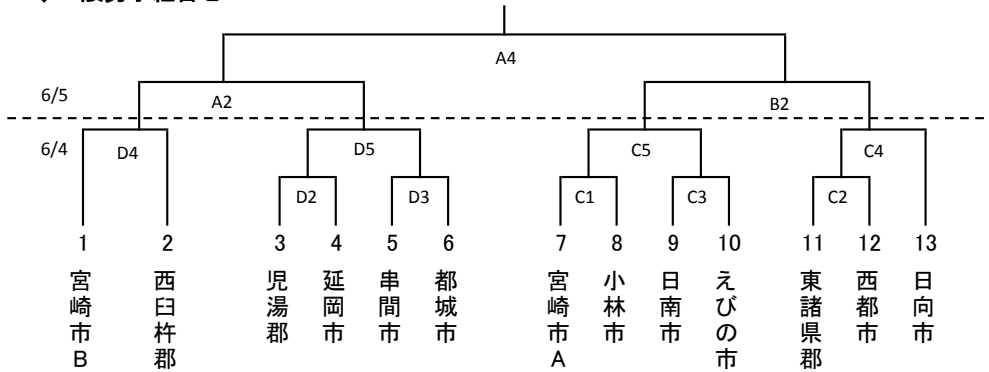 A4
6/5
A2
B2
6/4
D4
D5
C5
C4
D2
D3
C1
C3
C2
1 2 3 4 5 6 7 8 9 10 11 12 13
宮崎市B
西臼杵郡
児湯郡
延岡市
串間市
都城市
宮崎市A
小林市
日南市
えびの市
東諸県郡
西都市
日向市